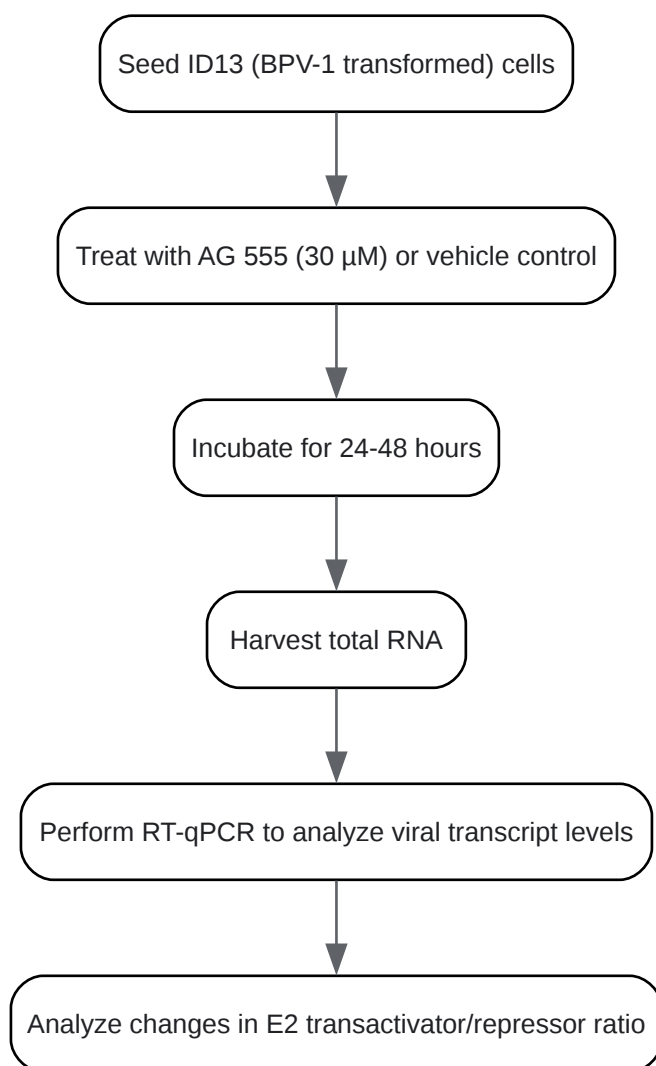 Seed ID13 (BPV-1 transformed) cells
Treat with AG 555 (30 µM) or vehicle control
Incubate for 24-48 hours
Harvest total RNA
Perform RT-qPCR to analyze viral transcript levels
Analyze changes in E2 transactivator/repressor ratio